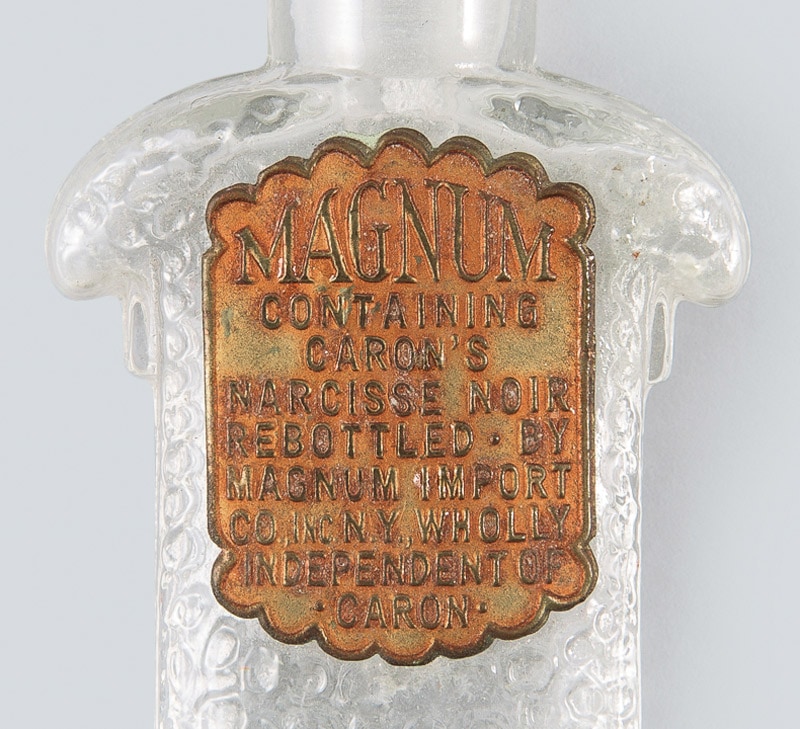 MAGNUM
CONTAINING
CARON'S
NARCISSE NOIR
REBOTTLED · BY
MAGNUM IMPORT
CO, INC N.Y., WHOLLY
INDEPENDENT OF
· CARON ·